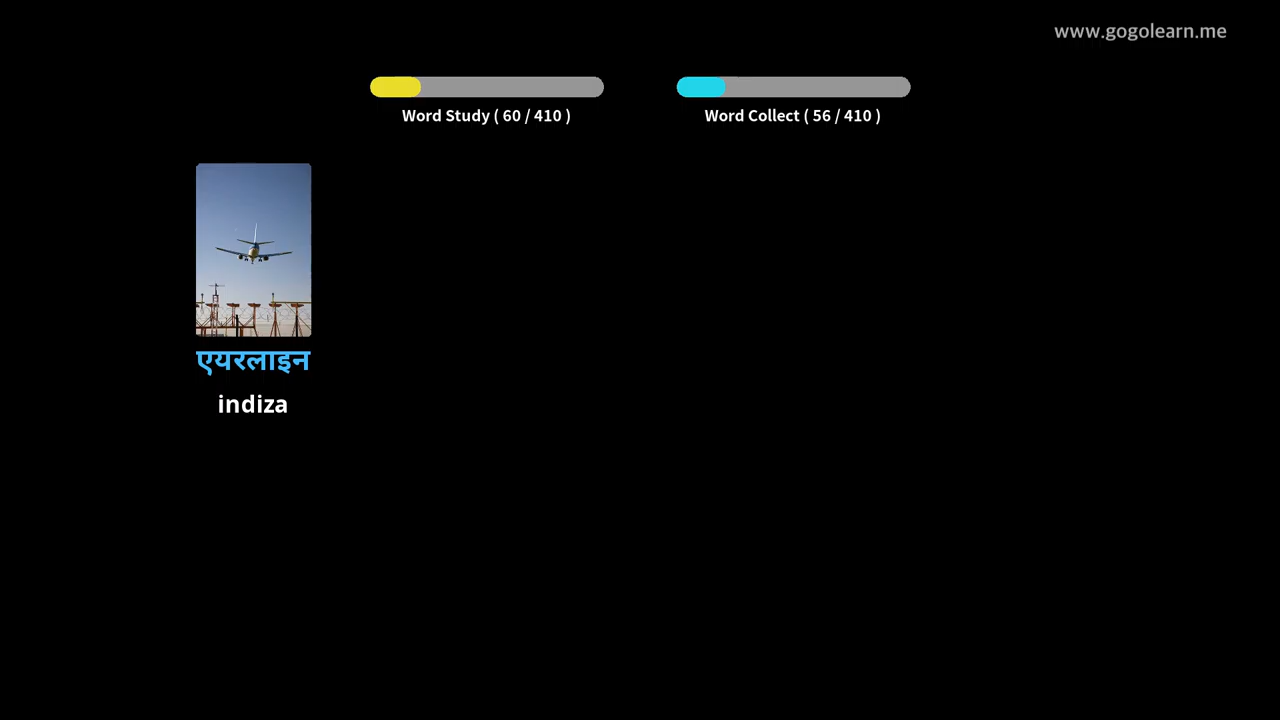 www.gogolearn.me
Word Study ( 60 / 410 )
Word Collect ( 56 / 410 )
एयरलाइन
indiza